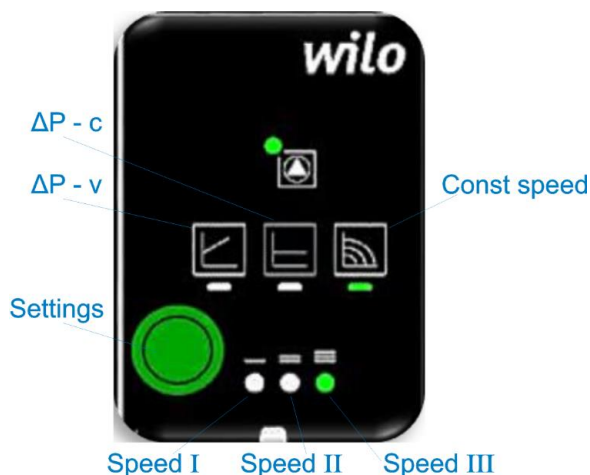 wilo
ΔP - c
ΔP - v
Const speed
Settings
Speed I
Speed II
Speed III